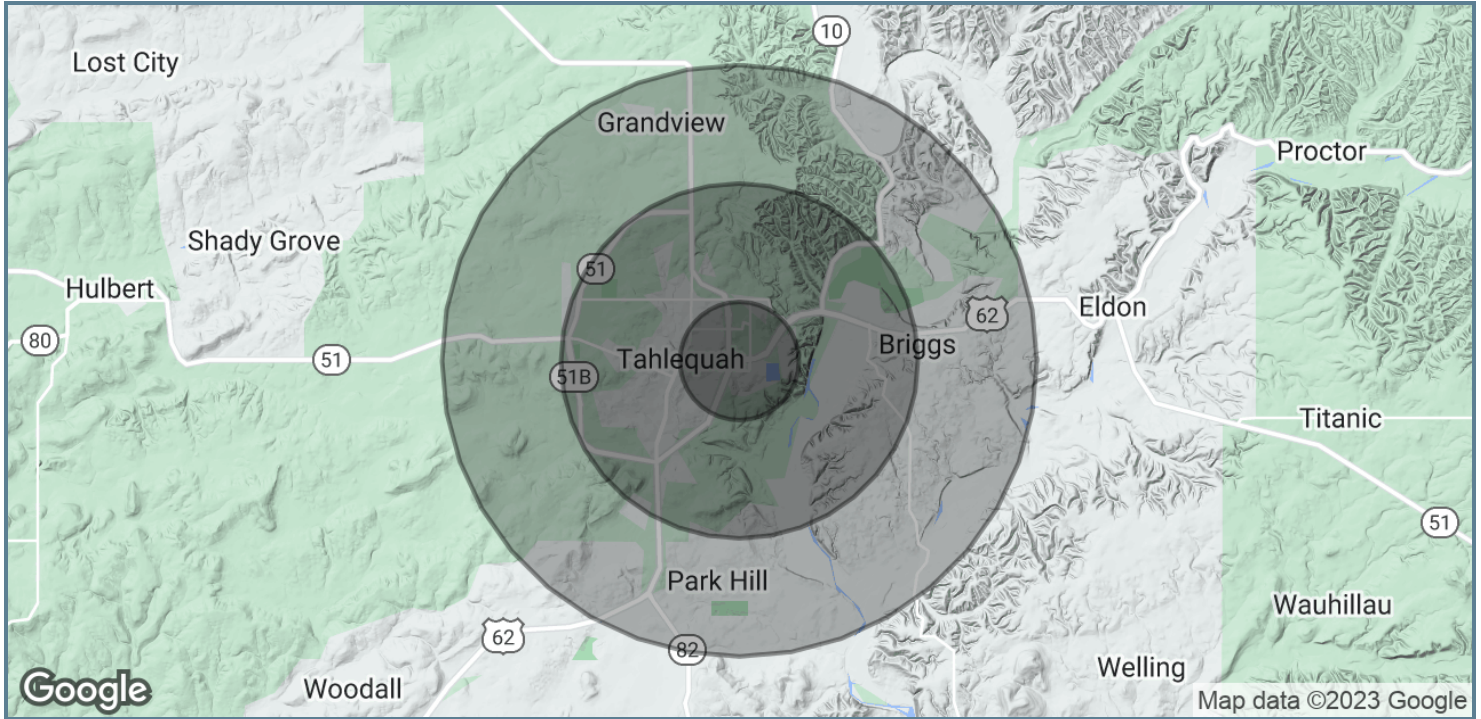 10
Lost City
Grandview
Proctor
Shady Grove
51
Hulbert
Eldon
62
80
Briggs
51
Tahlequah
51B
Titanic
51
Park Hill
Wauhillau
62
82
Welling
Woodall
Google
Map data ©2023 Google